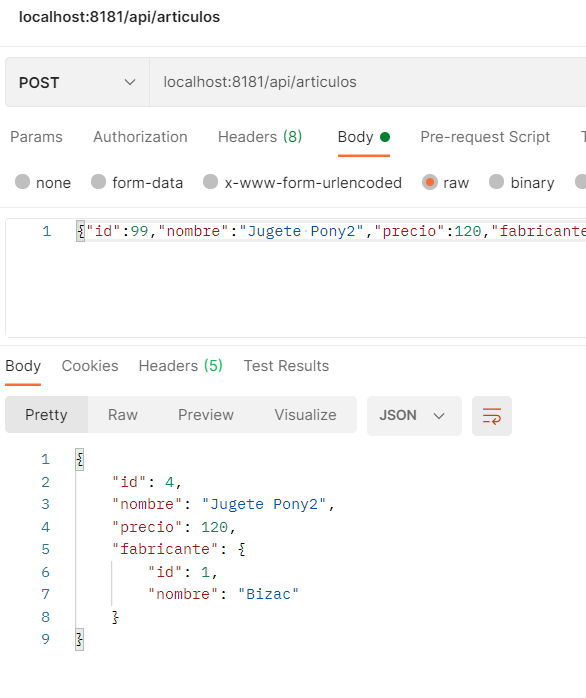 localhost:8181/api/articulos
POST localhost:8181/api/articulos
Params Authorization Headers (8) Body Pre-request Script
none form-data x-www-form-urlencoded raw binary
1 {"id":99,"nombre":"Jugete Pony2","precio":120,"fabricante
Body Cookies Headers (5) Test Results
Pretty Raw Preview Visualize JSON
1 {
2 "id": 4,
3 "nombre": "Jugete Pony2",
4 "precio": 120,
5 "fabricante": {
6 "id": 1,
7 "nombre": "Bizac"
8 }
9 }